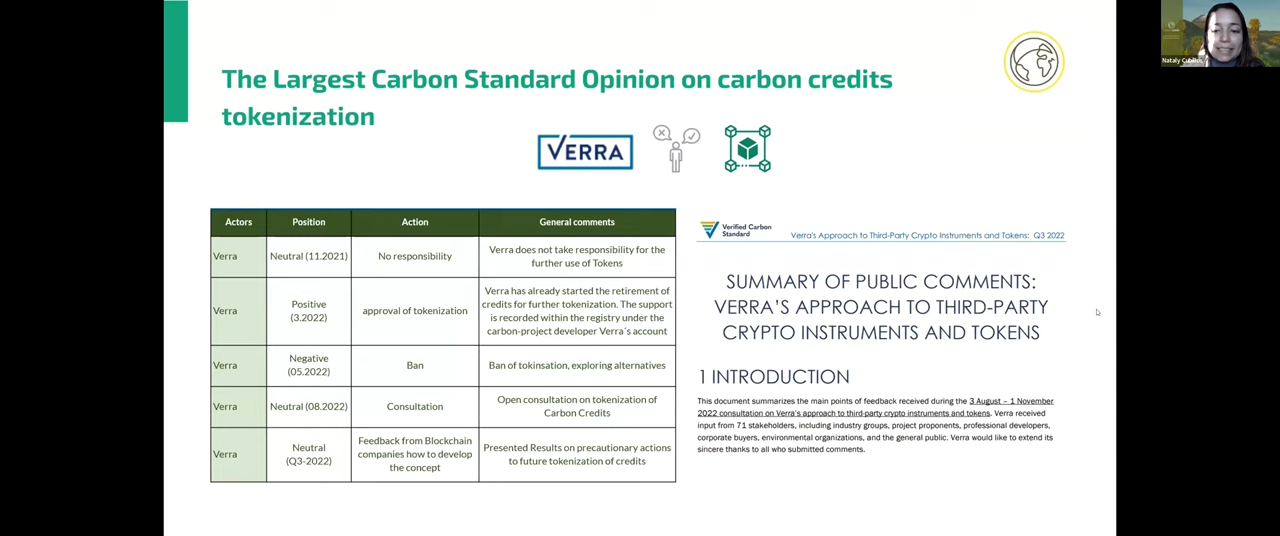 The Largest Carbon Standard Opinion on carbon credits
tokenization
VERRA
Actors Position Action General comments
Verra Neutral (11.2021) No responsibility Verra does not take responsibility for the
further use of Tokens
Verra Positive
(3.2022) approval of tokenization Verra has already started the retirement of
credits for further tokenization. The support
is recorded within the registry under the
carbon-project developer Verra´s account
Verra Negative
(05.2022) Ban Ban of tokinsation, exploring alternatives
Verra Neutral (08.2022) Consultation Open consultation on tokenization of
Carbon Credits
Verra Neutral
(Q3-2022) Feedback from Blockchain
companies how to develop
the concept Presented Results on precautionary actions
to future tokenization of credits
Verified Carbon
Standard
Verra's Approach to Third-Party Crypto Instruments and Tokens: Q3 2022
SUMMARY OF PUBLIC COMMENTS:
VERRA'S APPROACH TO THIRD-PARTY
CRYPTO INSTRUMENTS AND TOKENS
1 INTRODUCTION
This document summarizes the main points of feedback received during the 3 August – 1 November
2022 consultation on Verra's approach to third-party crypto instruments and tokens. Verra received
input from 71 stakeholders, including industry groups, project proponents, professional developers,
corporate buyers, environmental organizations, and the general public. Verra would like to extend its
sincere thanks to all who submitted comments.
Nataly